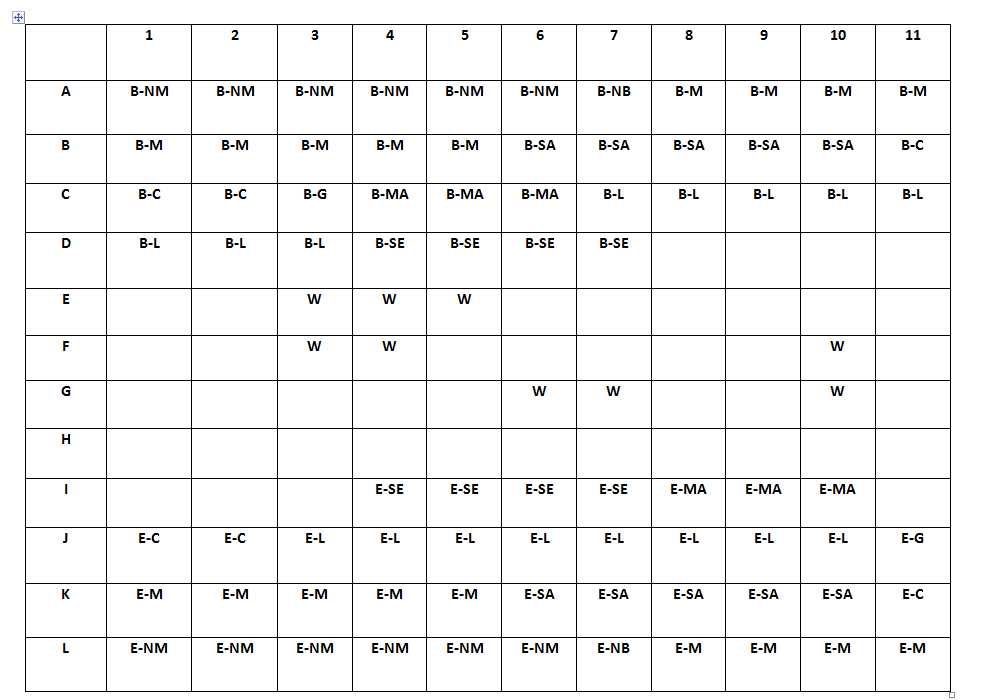 1 2 3 4 5 6 7 8 9 10 11
A B-NM B-NM B-NM B-NM B-NM B-NM B-NB B-M B-M B-M B-M
B B-M B-M B-M B-M B-M B-SA B-SA B-SA B-SA B-SA B-C
C B-C B-C B-G B-MA B-MA B-MA B-L B-L B-L B-L B-L
D B-L B-L B-L B-SE B-SE B-SE B-SE
E W W W
F W W W
G W W W
H
I E-SE E-SE E-SE E-SE E-MA E-MA E-MA
J E-C E-C E-L E-L E-L E-L E-L E-L E-L E-L E-G
K E-M E-M E-M E-M E-M E-SA E-SA E-SA E-SA E-SA E-C
L E-NM E-NM E-NM E-NM E-NM E-NM E-NB E-M E-M E-M E-M